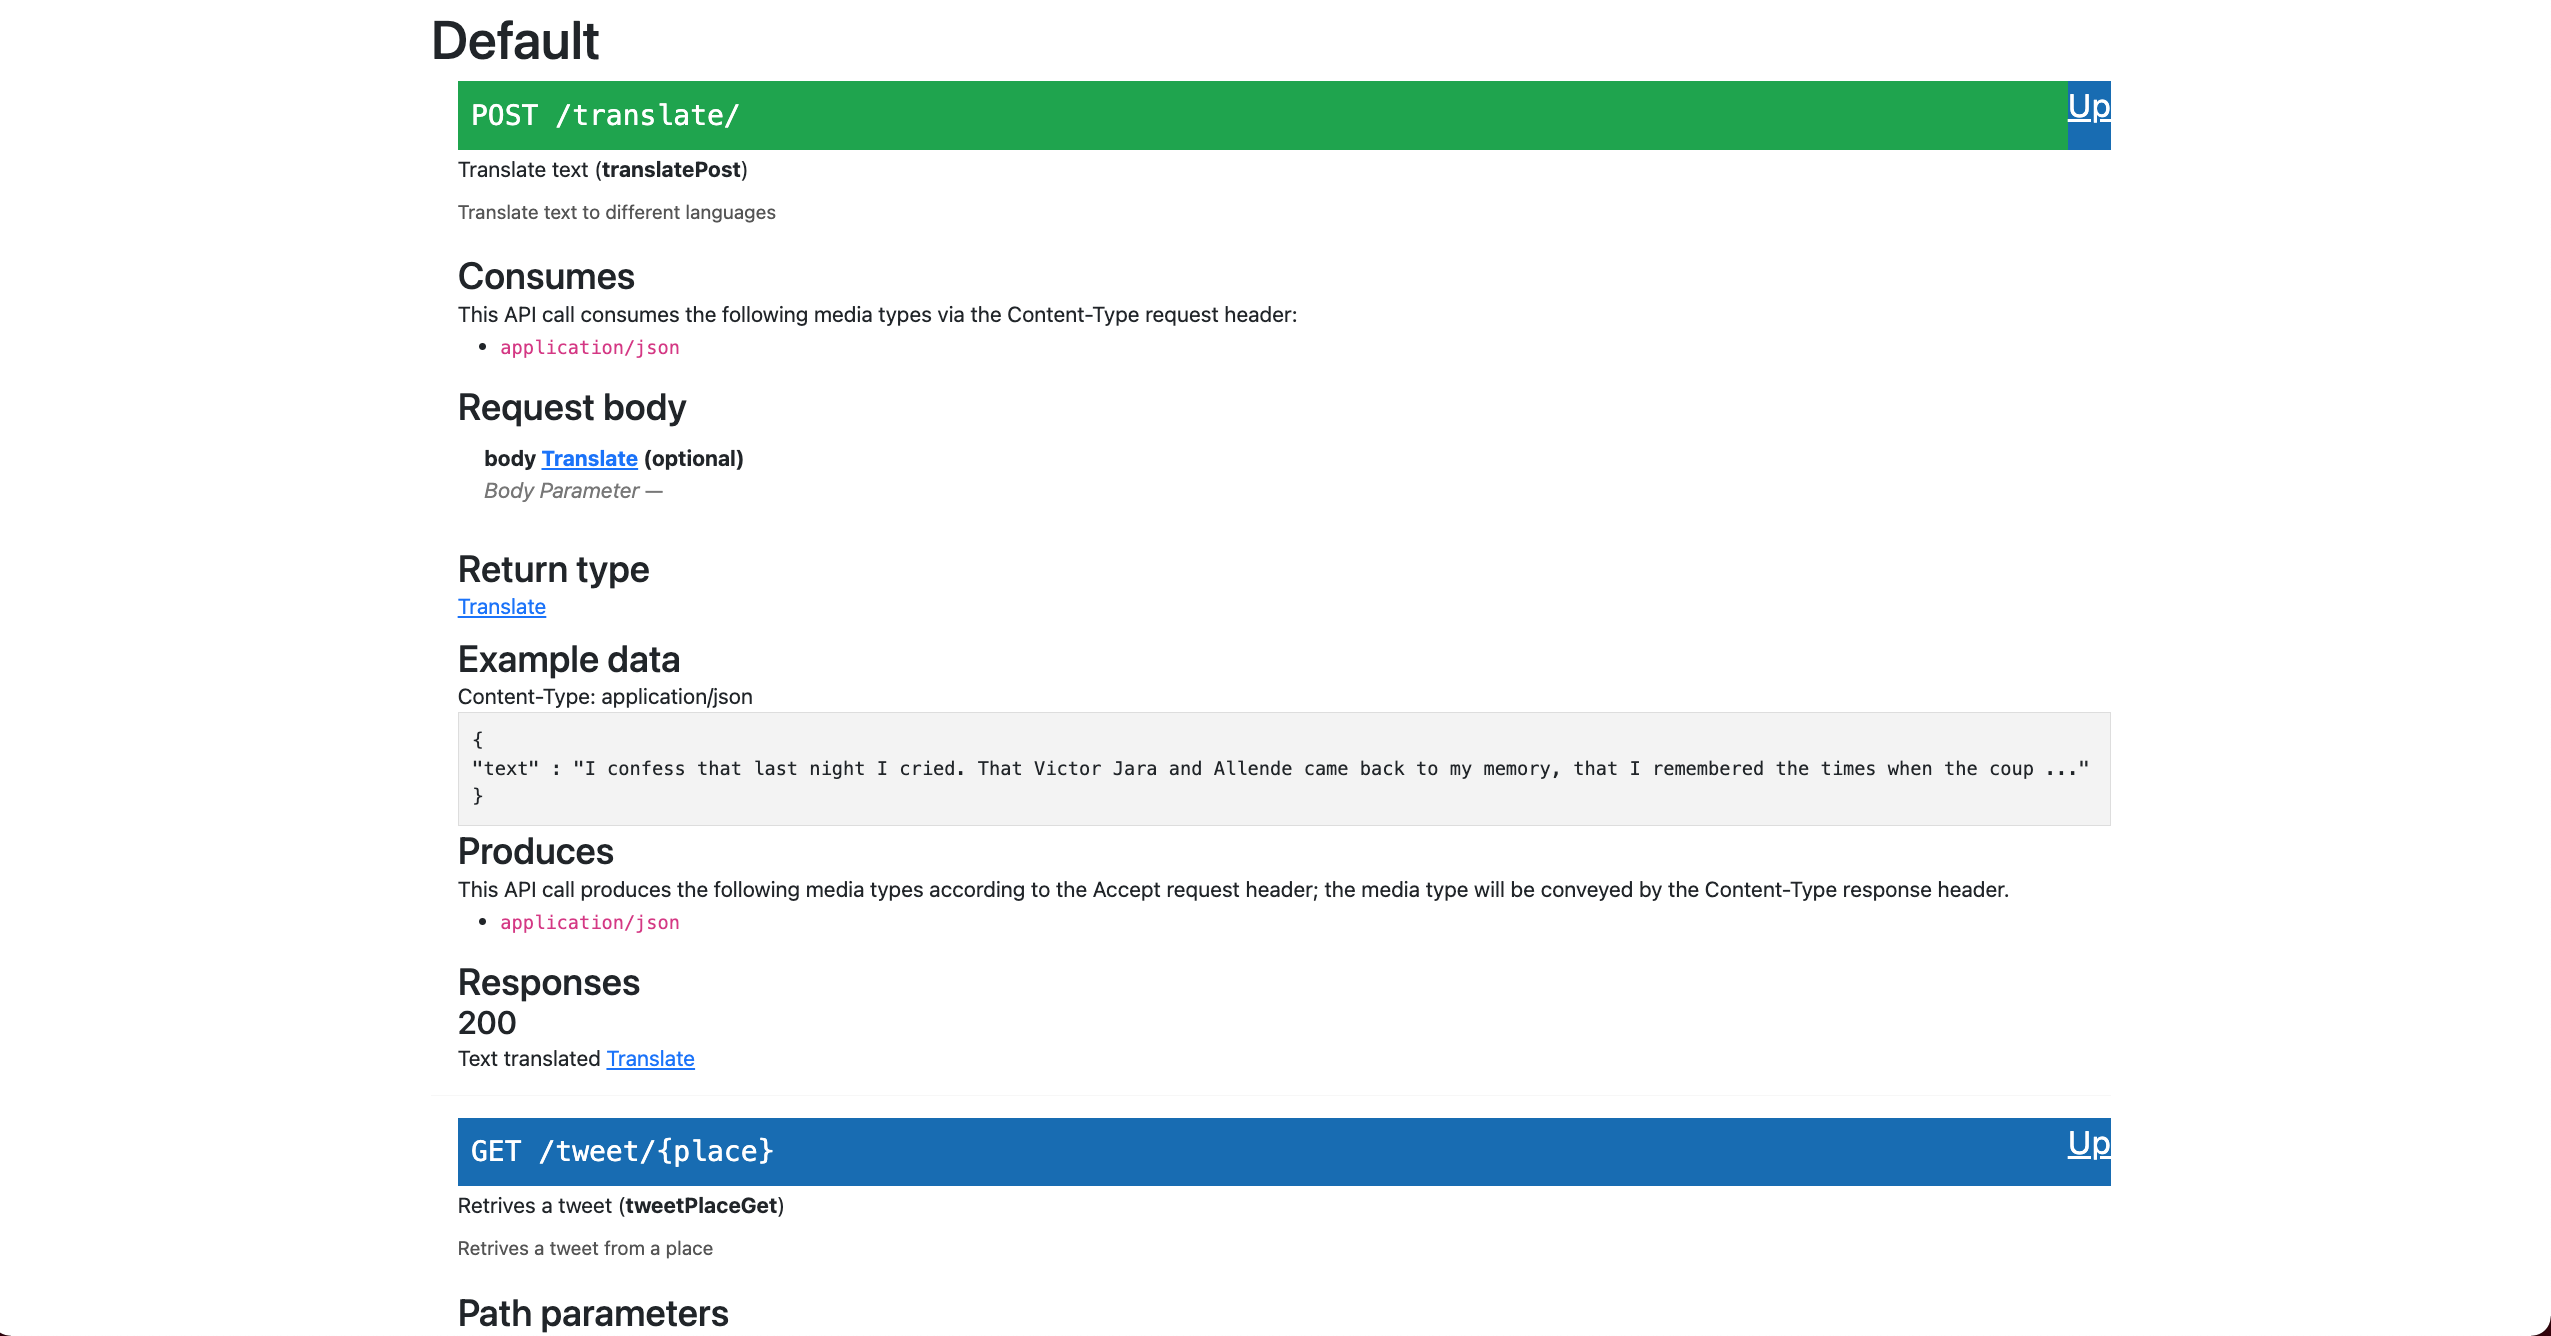 Default
POST /translate/
Up
Translate text (translatePost)
Translate text to different languages
Consumes
This API call consumes the following media types via the Content-Type request header:
• application/json
Request body
body Translate (optional)
Body Parameter —
Return type
Translate
Example data
Content-Type: application/json
{
"text" : "I confess that last night I cried. That Victor Jara and Allende came back to my memory, that I remembered the times when the coup ..."
}
Produces
This API call produces the following media types according to the Accept request header; the media type will be conveyed by the Content-Type response header.
• application/json
Responses
200
Text translated Translate
GET /tweet/{place}
Up
Retrives a tweet (tweetPlaceGet)
Retrives a tweet from a place
Path parameters